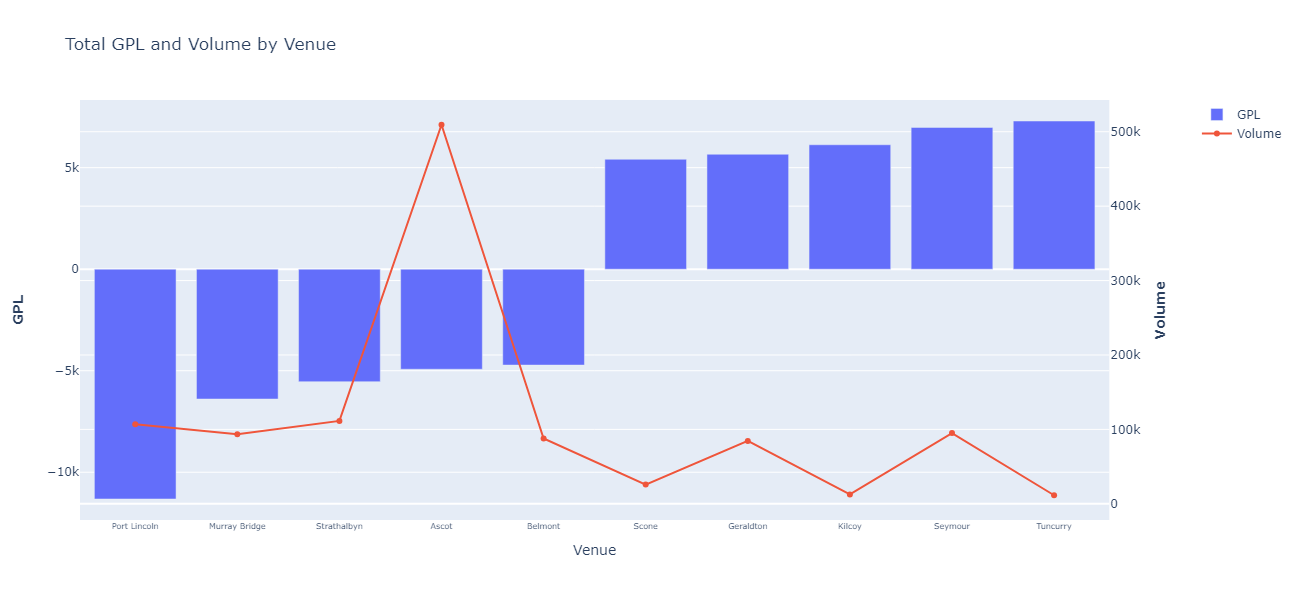 Total GPL and Volume by Venue
GPL
Volume
5k
0
−5k
−10k
GPL
500k
400k
300k
200k
100k
0
Volume
Port Lincoln
Murray Bridge
Strathalbyn
Ascot
Belmont
Scone
Geraldton
Kilcoy
Seymour
Tuncurry
Venue